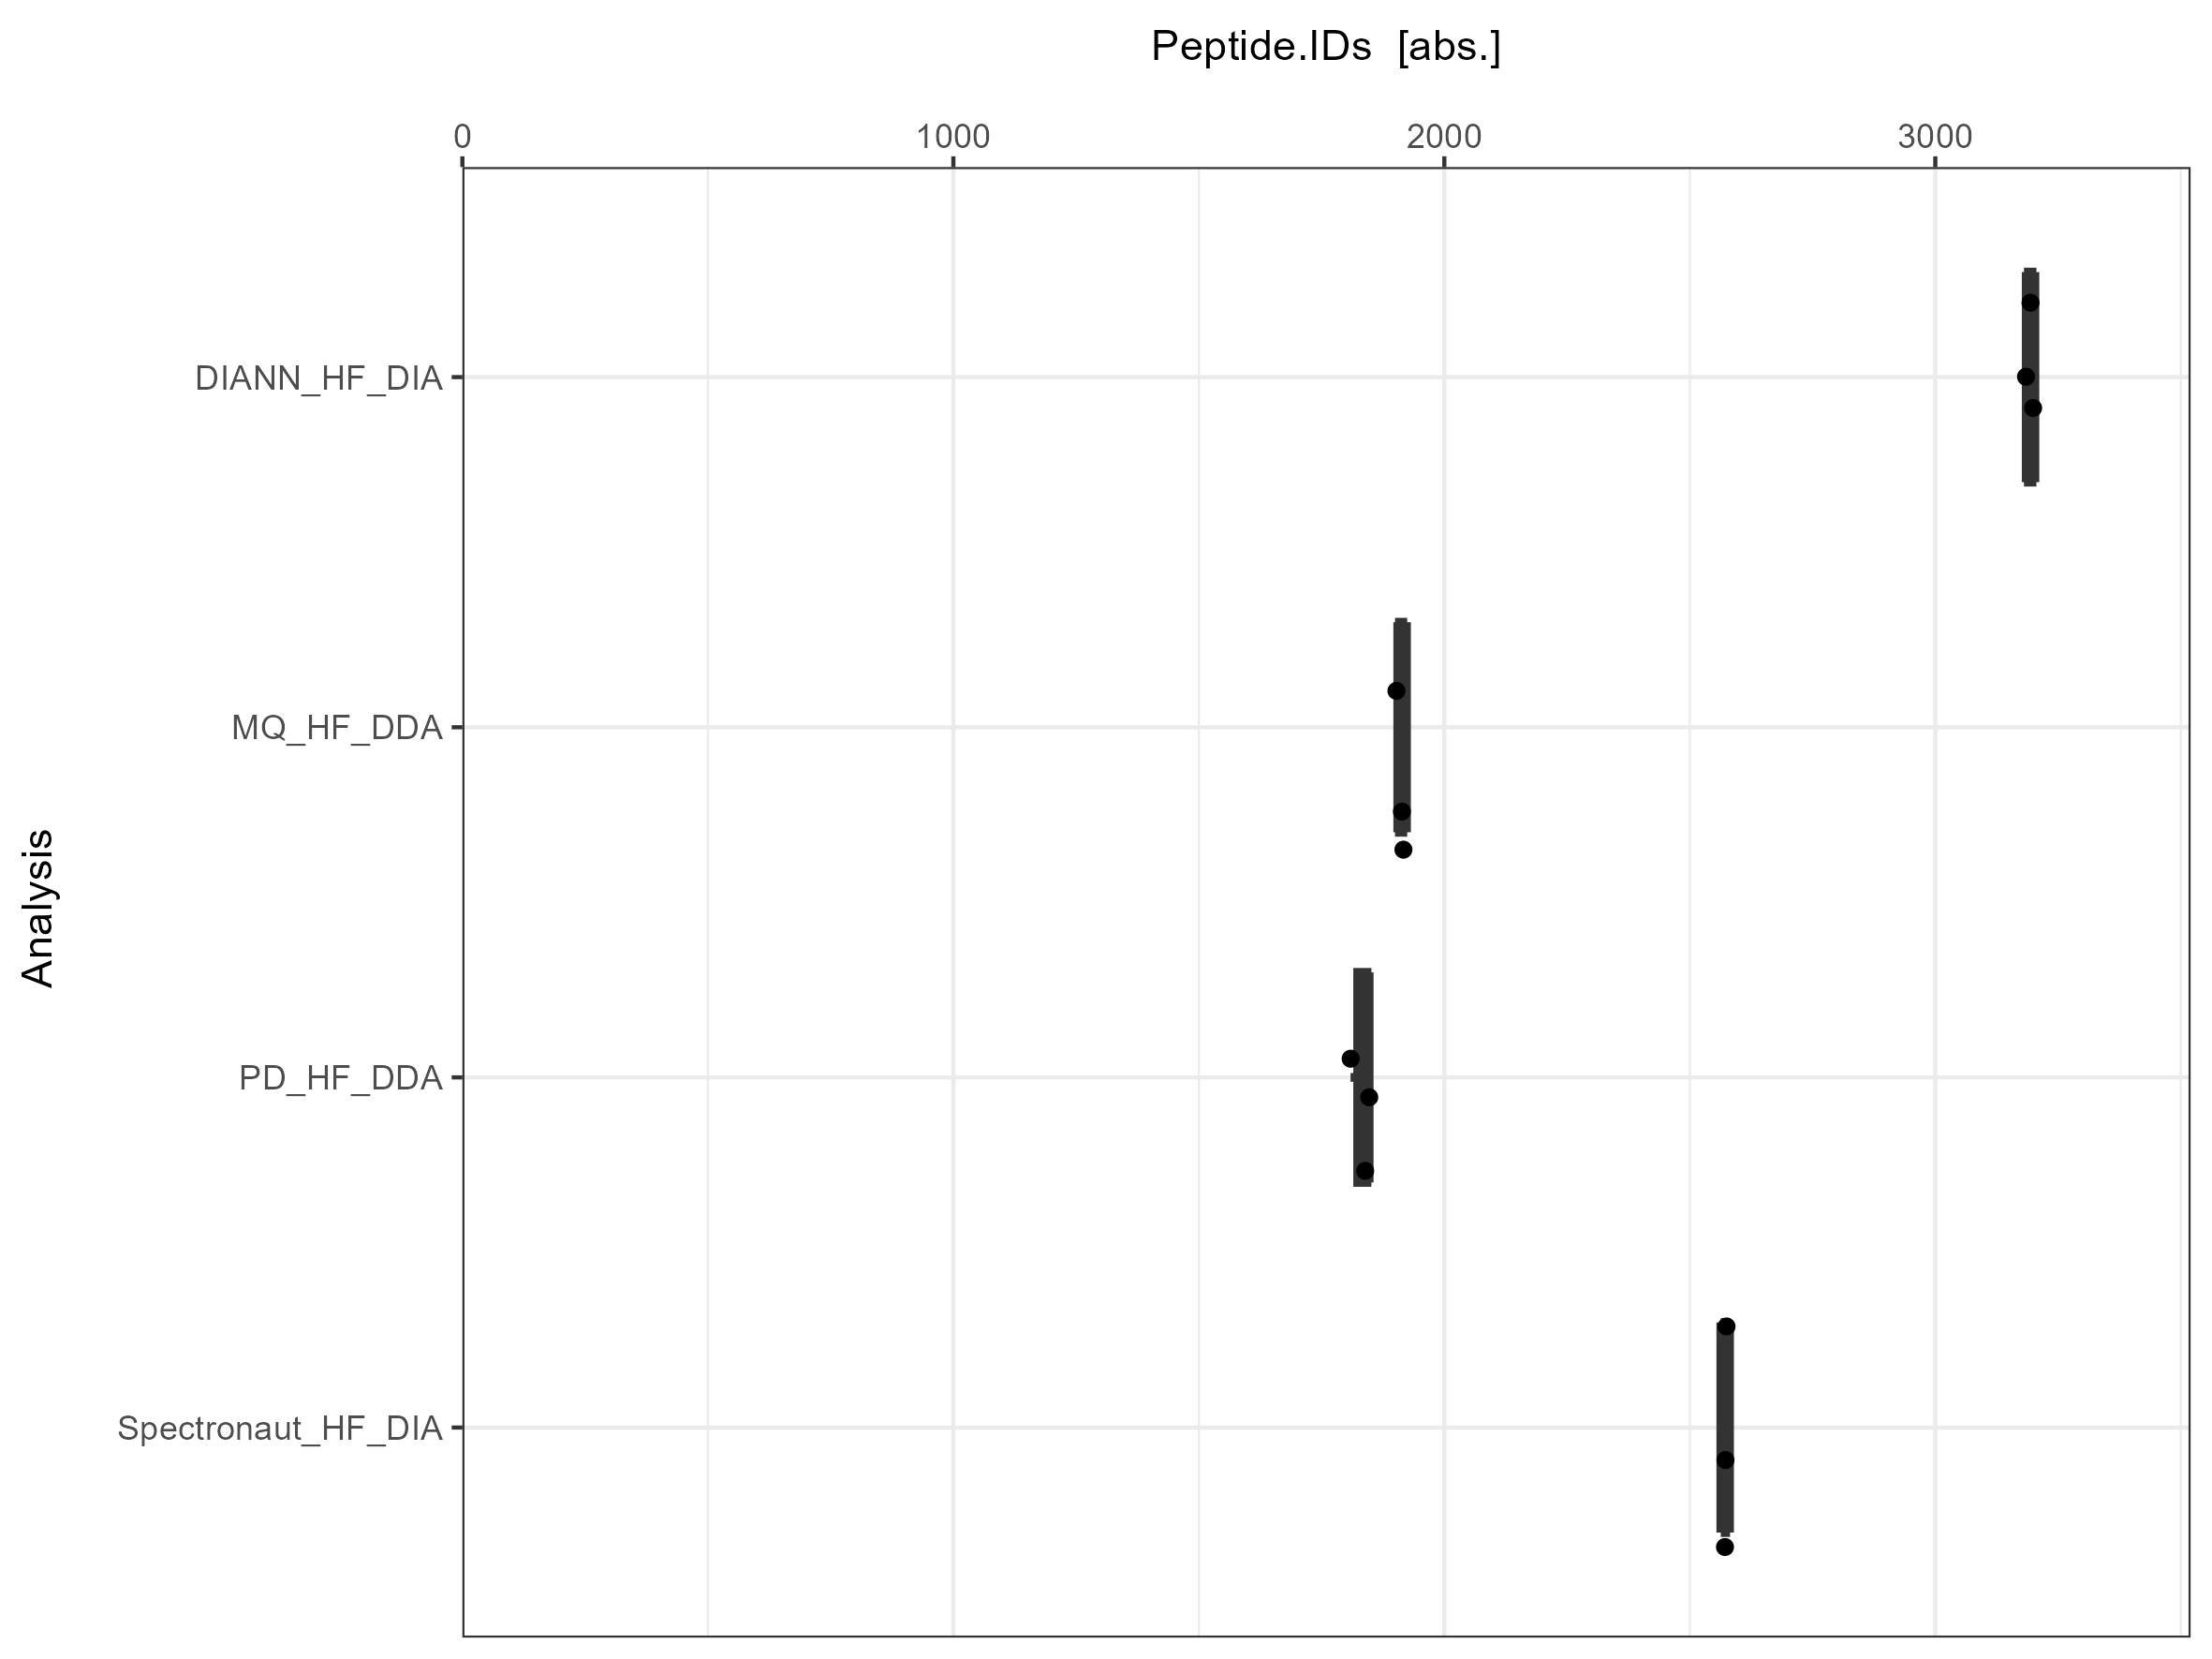 Peptide.IDs [abs.]
0 1000 2000 3000
DIANN_HF_DIA
MQ_HF_DDA
Analysis
PD_HF_DDA
Spectronaut_HF_DIA